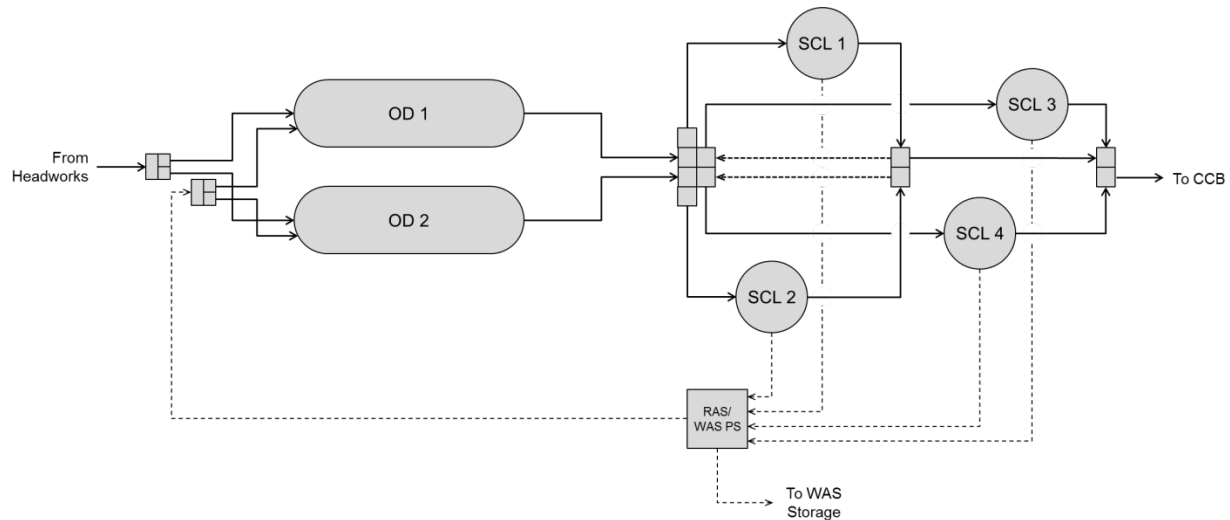 SCL 1
SCL 3
OD 1
From
Headworks
To CCB
OD 2
SCL 4
SCL 2
RAS/
WAS PS
To WAS
Storage